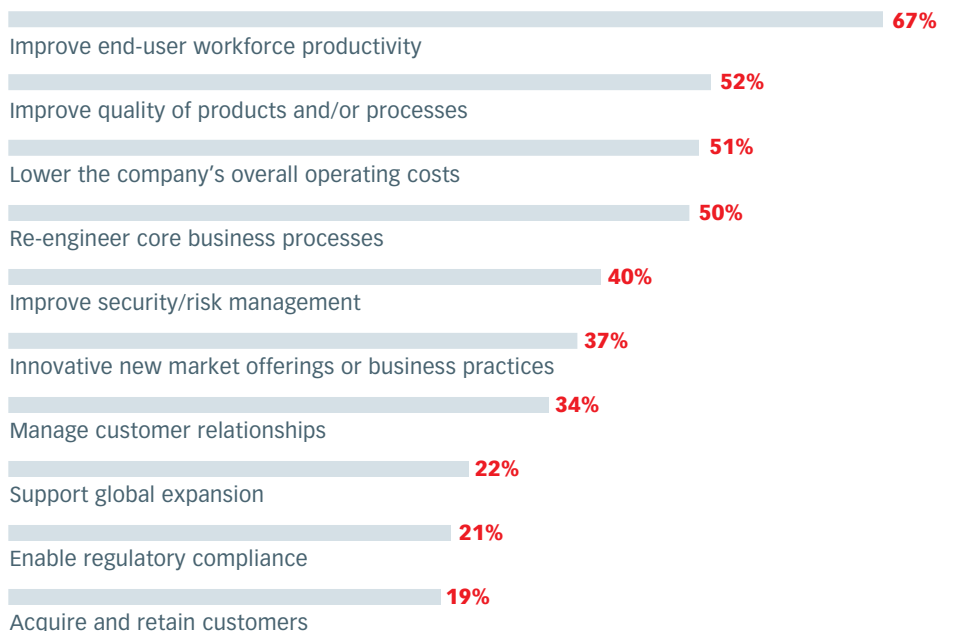 67%
Improve end-user workforce productivity
52%
Improve quality of products and/or processes
51%
Lower the company’s overall operating costs
50%
Re-engineer core business processes
40%
Improve security/risk management
37%
Innovative new market offerings or business practices
34%
Manage customer relationships
22%
Support global expansion
21%
Enable regulatory compliance
19%
Acquire and retain customers